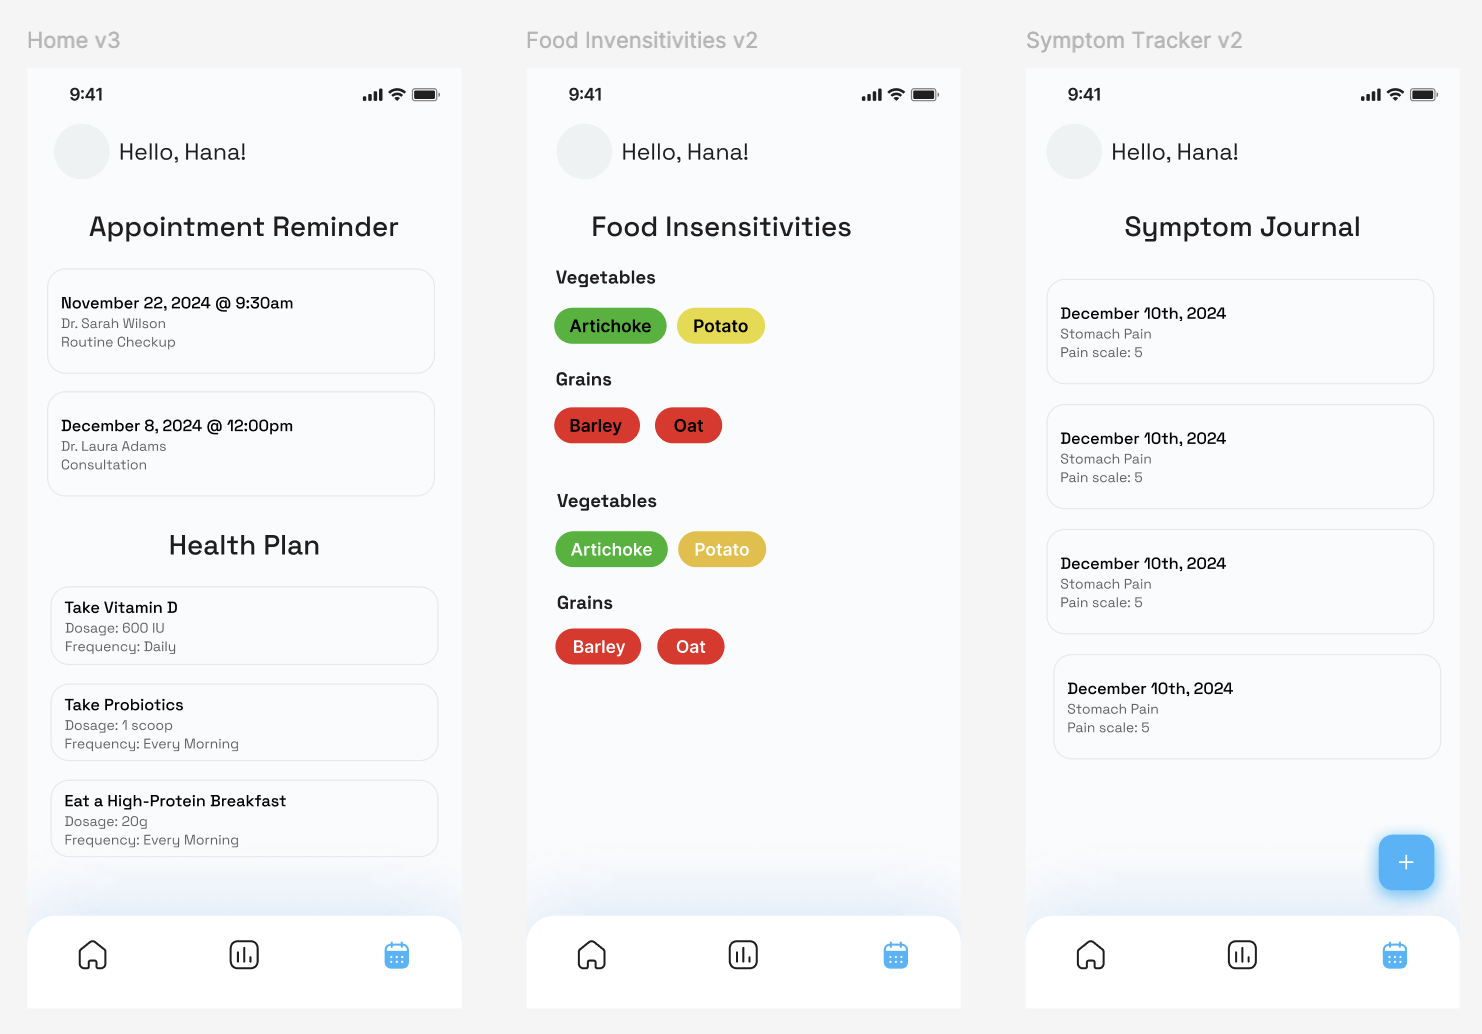 Home v3
9:41
Hello, Hana!
Appointment Reminder
November 22, 2024 @ 9:30am
Dr. Sarah Wilson
Routine Checkup
December 8, 2024 @ 12:00pm
Dr. Laura Adams
Consultation
Health Plan
Take Vitamin D
Dosage: 600 IU
Frequency: Daily
Take Probiotics
Dosage: 1 scoop
Frequency: Every Morning
Eat a High-Protein Breakfast
Dosage: 20g
Frequency: Every Morning
Food Invensitivities v2
9:41
Hello, Hana!
Food Insensitivities
Vegetables
Artichoke Potato
Grains
Barley Oat
Vegetables
Artichoke Potato
Grains
Barley Oat
Symptom Tracker v2
9:41
Hello, Hana!
Symptom Journal
December 10th, 2024
Stomach Pain
Pain scale: 5
December 10th, 2024
Stomach Pain
Pain scale: 5
December 10th, 2024
Stomach Pain
Pain scale: 5
December 10th, 2024
Stomach Pain
Pain scale: 5
+